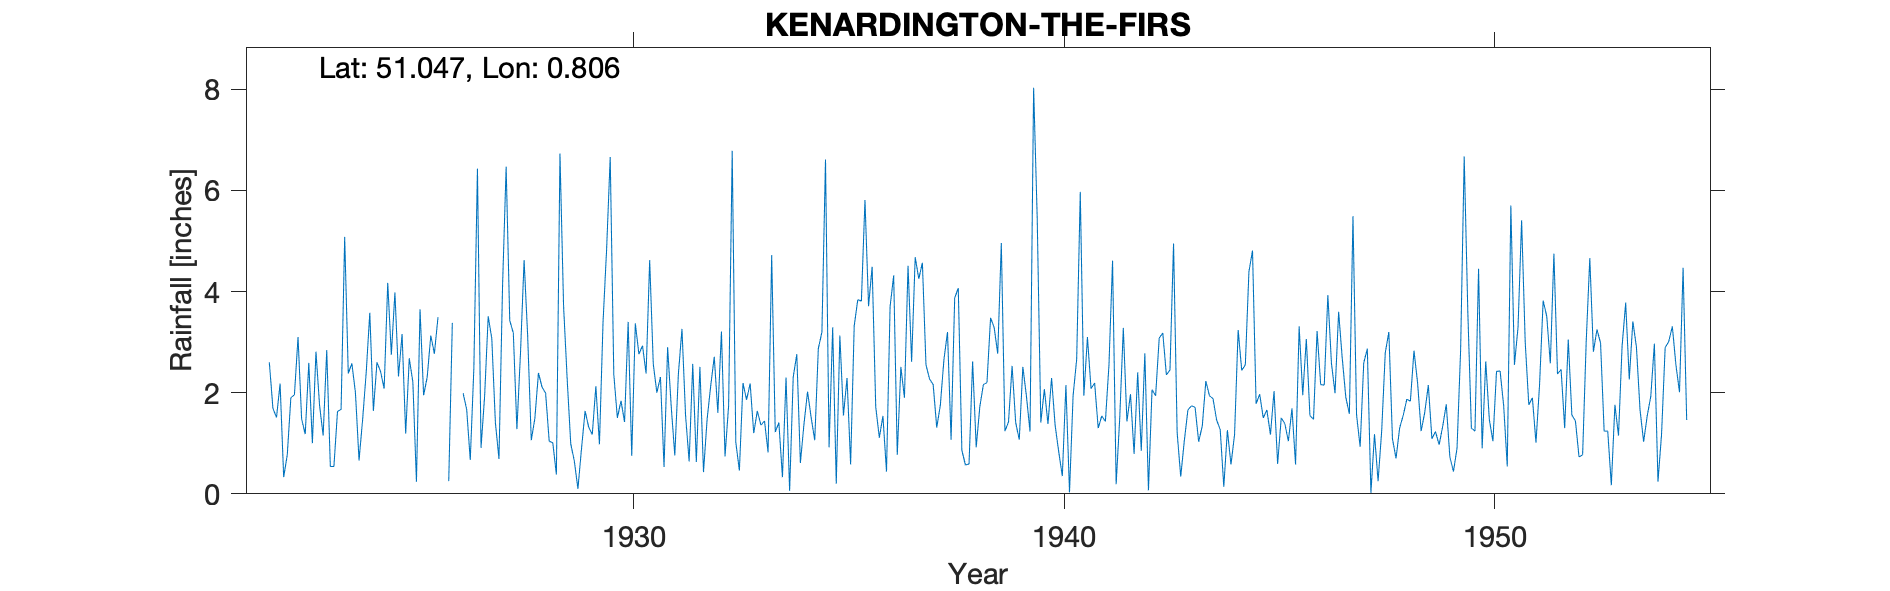 KENARDINGTON-THE-FIRS
Lat: 51.047, Lon: 0.806
8
6
4
2
0
Rainfall [inches]
1930 1940 1950
Year